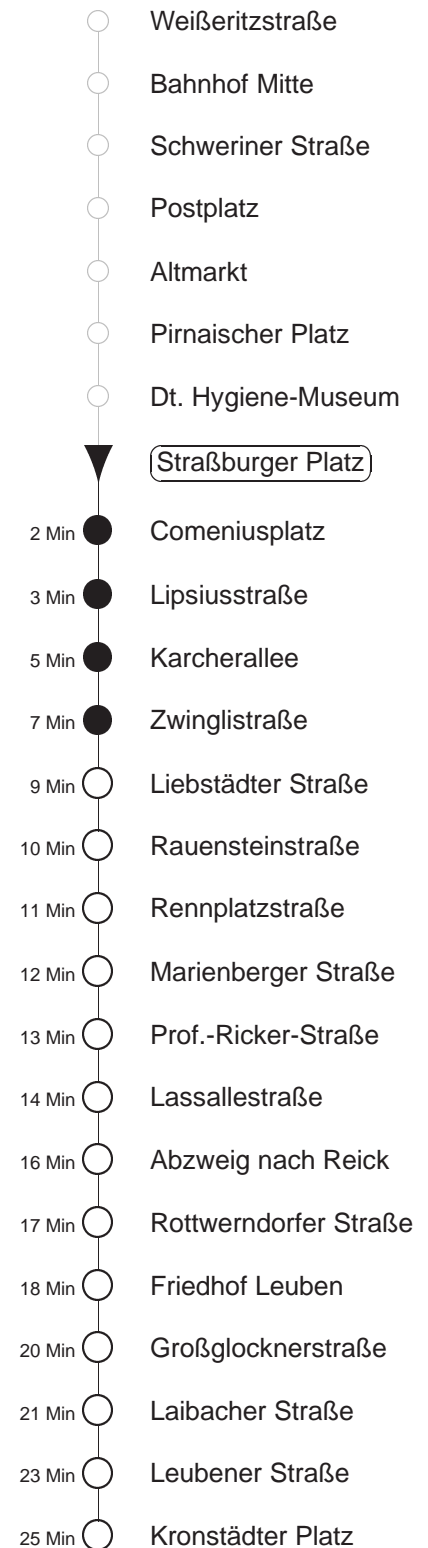 Weißeritzstraße
Bahnhof Mitte
Schweriner Straße
Postplatz
Altmarkt
Pirnaischer Platz
Dt. Hygiene-Museum
Straßburger Platz
2 Min Comeniusplatz
3 Min Lipsiusstraße
5 Min Karcherallee
7 Min Zwinglistraße
9 Min Liebstädter Straße
10 Min Rauensteinstraße
11 Min Rennplatzstraße
12 Min Marienberger Straße
13 Min Prof.-Ricker-Straße
14 Min Lassallestraße
16 Min Abzweig nach Reick
17 Min Rottwerndorfer Straße
18 Min Friedhof Leuben
20 Min Großglocknerstraße
21 Min Laibacher Straße
23 Min Leubener Straße
25 Min Kronstädter Platz